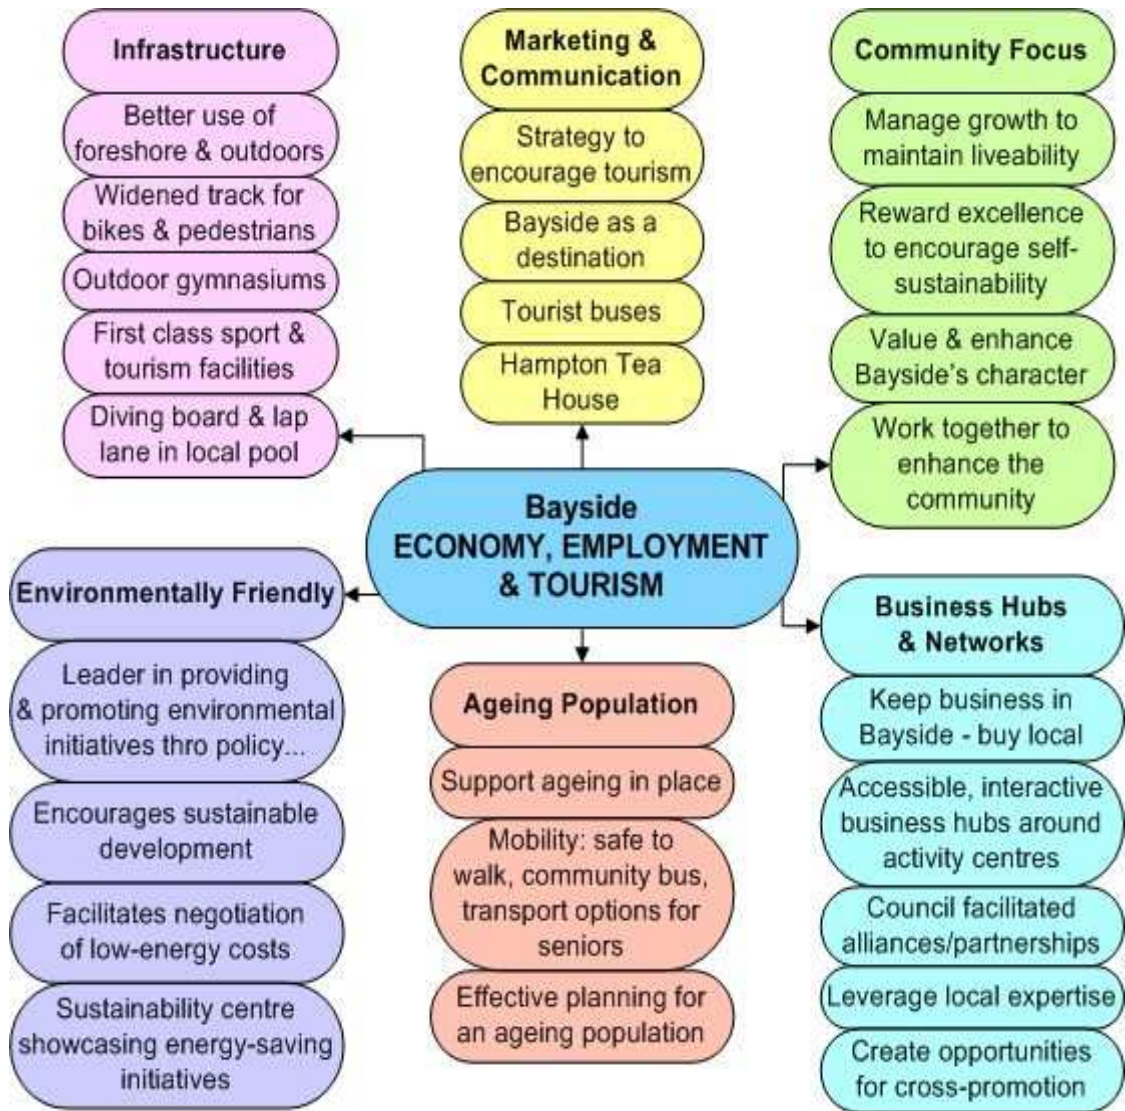 Infrastructure
Better use of
foreshore & outdoors
Widened track for
bikes & pedestrians
Outdoor gymnasiums
First class sport &
tourism facilities
Diving board & lap
lane in local pool
Marketing &
Communication
Strategy to
encourage tourism
Bayside as a
destination
Tourist buses
Hampton Tea
House
Community Focus
Manage growth to
maintain liveability
Reward excellence
to encourage self-
sustainability
Value & enhance
Bayside's character
Work together to
enhance the
community
Bayside
ECONOMY, EMPLOYMENT
& TOURISM
Environmentally Friendly
Leader in providing
& promoting environmental
initiatives thro policy...
Encourages sustainable
development
Facilitates negotiation
of low-energy costs
Sustainability centre
showcasing energy-saving
initiatives
Ageing Population
Support ageing in place
Mobility: safe to
walk, community bus,
transport options for
seniors
Effective planning for
an ageing population
Business Hubs
& Networks
Keep business in
Bayside - buy local
Accessible, interactive
business hubs around
activity centres
Council facilitated
alliances/partnerships
Leverage local expertise
Create opportunities
for cross-promotion